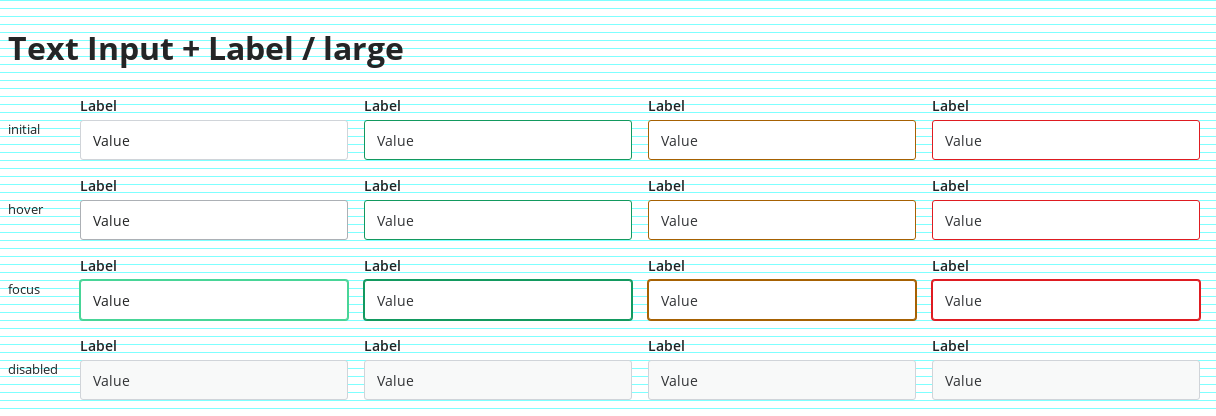 Text Input + Label / large
Label Label Label Label
initial Value Value Value Value
Label Label Label Label
hover Value Value Value Value
Label Label Label Label
focus Value Value Value Value
Label Label Label Label
disabled Value Value Value Value